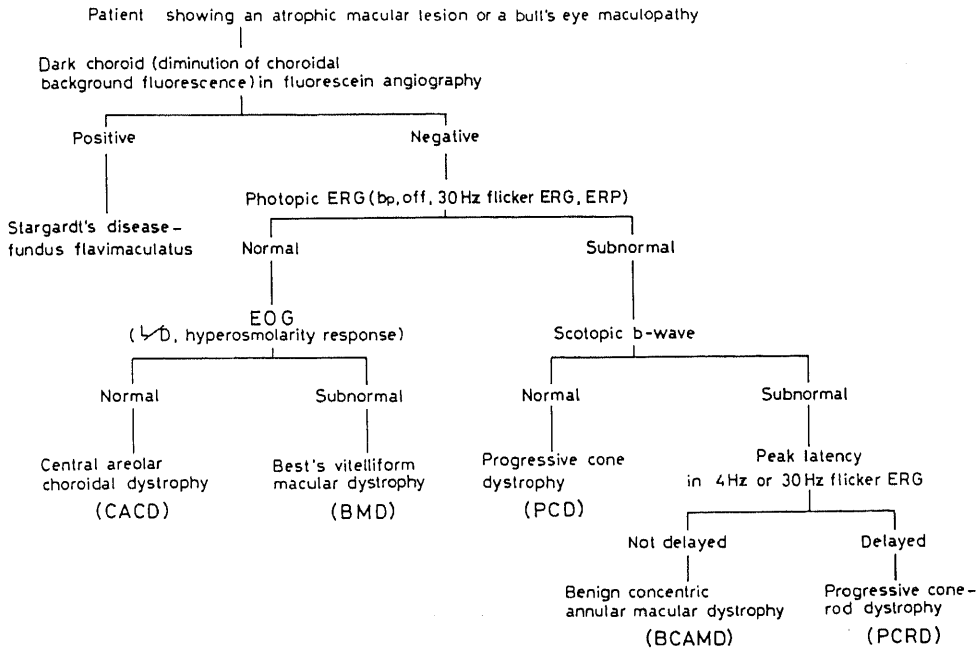 Patient showing an atrophic macular lesion or a bull's eye maculopathy
Dark choroid (diminution of choroidal
background fluorescence) in fluorescein angiography
Positive
Negative
Stargardt's disease-
fundus flavimaculatus
Photopic ERG (bp, off, 30 Hz flicker ERG, ERP)
Normal
Subnormal
EOG
(L/D, hyperosmolarity response)
Scotopic b-wave
Normal
Subnormal
Normal
Subnormal
Central areolar
choroidal dystrophy
(CACD)
Best's vitelliform
macular dystrophy
(BMD)
Progressive cone
dystrophy
(PCD)
Peak latency
in 4Hz or 30Hz flicker ERG
Not delayed
Delayed
Benign concentric
annular macular dystrophy
(BCAMD)
Progressive cone-
rod dystrophy
(PCRD)